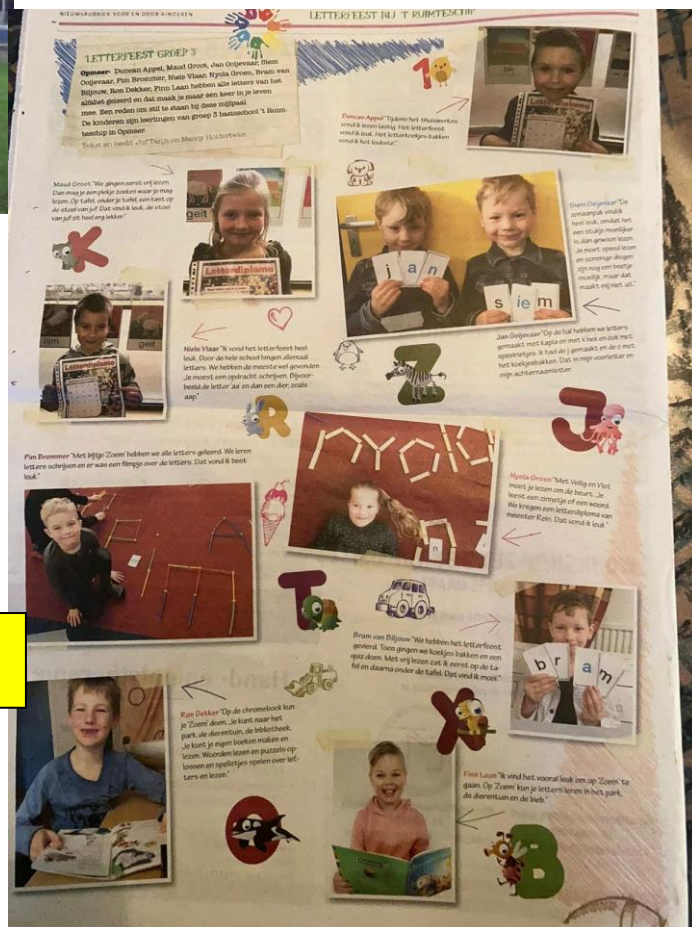 NIEUWSRUBRIEK VOOR EN DOOR KINDEREN
LETTERFEEST BIJ 'T RUIMTESCHIP
LETTERFEEST GROEP 3
Opmeer- Duncan Appel, Maud Groot, Jan Ooijevaar, Siem
Ooijevaar, Pim Brommer, Niels Vlaar, Nyola Groen, Bram van
Biljouw, Ron Dekker, Finn Laan hebben alle letters van het
alfabet geleerd en dat maak je maar één keer in je leven
mee. Een reden om stil te staan bij deze mijlpaal.
De kinderen zijn leerlingen van groep 3 basisschool 't Ruim-
teschip in Opmeer.
Tekst en beeld: Juf Tanja en Nancy
1
Duncan Appel "Tijdens het thuiswerken
vond ik lezen lastig. Het letterfeest
vond ik leuk. Het letterkoekjes bakken
vond ik het leukste."
Maud Groot "We gingen eerst vrij lezen.
Dan mag je een plekje zoeken waar je mag
lezen. Op tafel, onder je tafel, een kant op
de stoel van juf. Dat vind ik leuk, de stoel
van juf zit heel erg lekker."
geit
Letterdiploma
K
j a n
s ie m
Siem Ooijevaar "De
zonaanpak vind ik
heel leuk, omdat het
een stukje moeilijker
is dan gewoon lezen.
Je moet speed lezen
en sommige dingen
zijn nog een beetje
moeilijk, maar dat
maakt mij niet uit."
lijm
geit
Letterdiploma
Niels Vlaar "Ik vond het letterfeest heel
leuk. Door de hele school hingen allemaal
letters. We hebben de meeste wel gevonden.
Je moest een opdracht schrijven. Bijvoor-
beeld de letter 'aa' en dan een dier, zoals
aap."
Z
Jan Ooijevaar "Op de hal hebben we letters
gemaakt met kapla en met k'nex en ook met
speelrietjes. Ik had de j gemaakt en de o met
het koekjesbakken. Dat is mijn voorletter en
mijn achternaamletter.
R
J
Pim Brommer "Met bijtje 'Zoem' hebben we alle letters geleerd. We leren
letters schrijven en er was een filmpje over de letters. Dat vond ik best
leuk."
nyola
n
Nyola Groen "Met Veilig en Vlot
moet je lezen om de beurt. Je
leest een zinnetje of een woord.
We kregen een letterdiploma van
meester Rein. Dat vond ik leuk."
T
Bram van Biljouw "We hebben het letterfeest
gevierd. Toen gingen we koekjes bakken en een
quiz doen. Met vrij lezen zat ik eerst op de ta-
fel en daarna onder de tafel. Dat vind ik mooi."
b r a m
Ron Dekker "Op de chromebook kun
je 'Zoem' doen. Je kunt naar het
park, de dierentuin, de bibliotheek.
Je kunt je eigen boeken maken en
lezen. Woorden lezen en puzzels op-
lossen en spelletjes spelen over let-
ters en lezen."
X
Finn Laan "Ik vind het vooral leuk om op 'Zoem' te
gaan. Op 'Zoem' kun je letters leren in het park,
de dierentuin en de bieb."
O
B